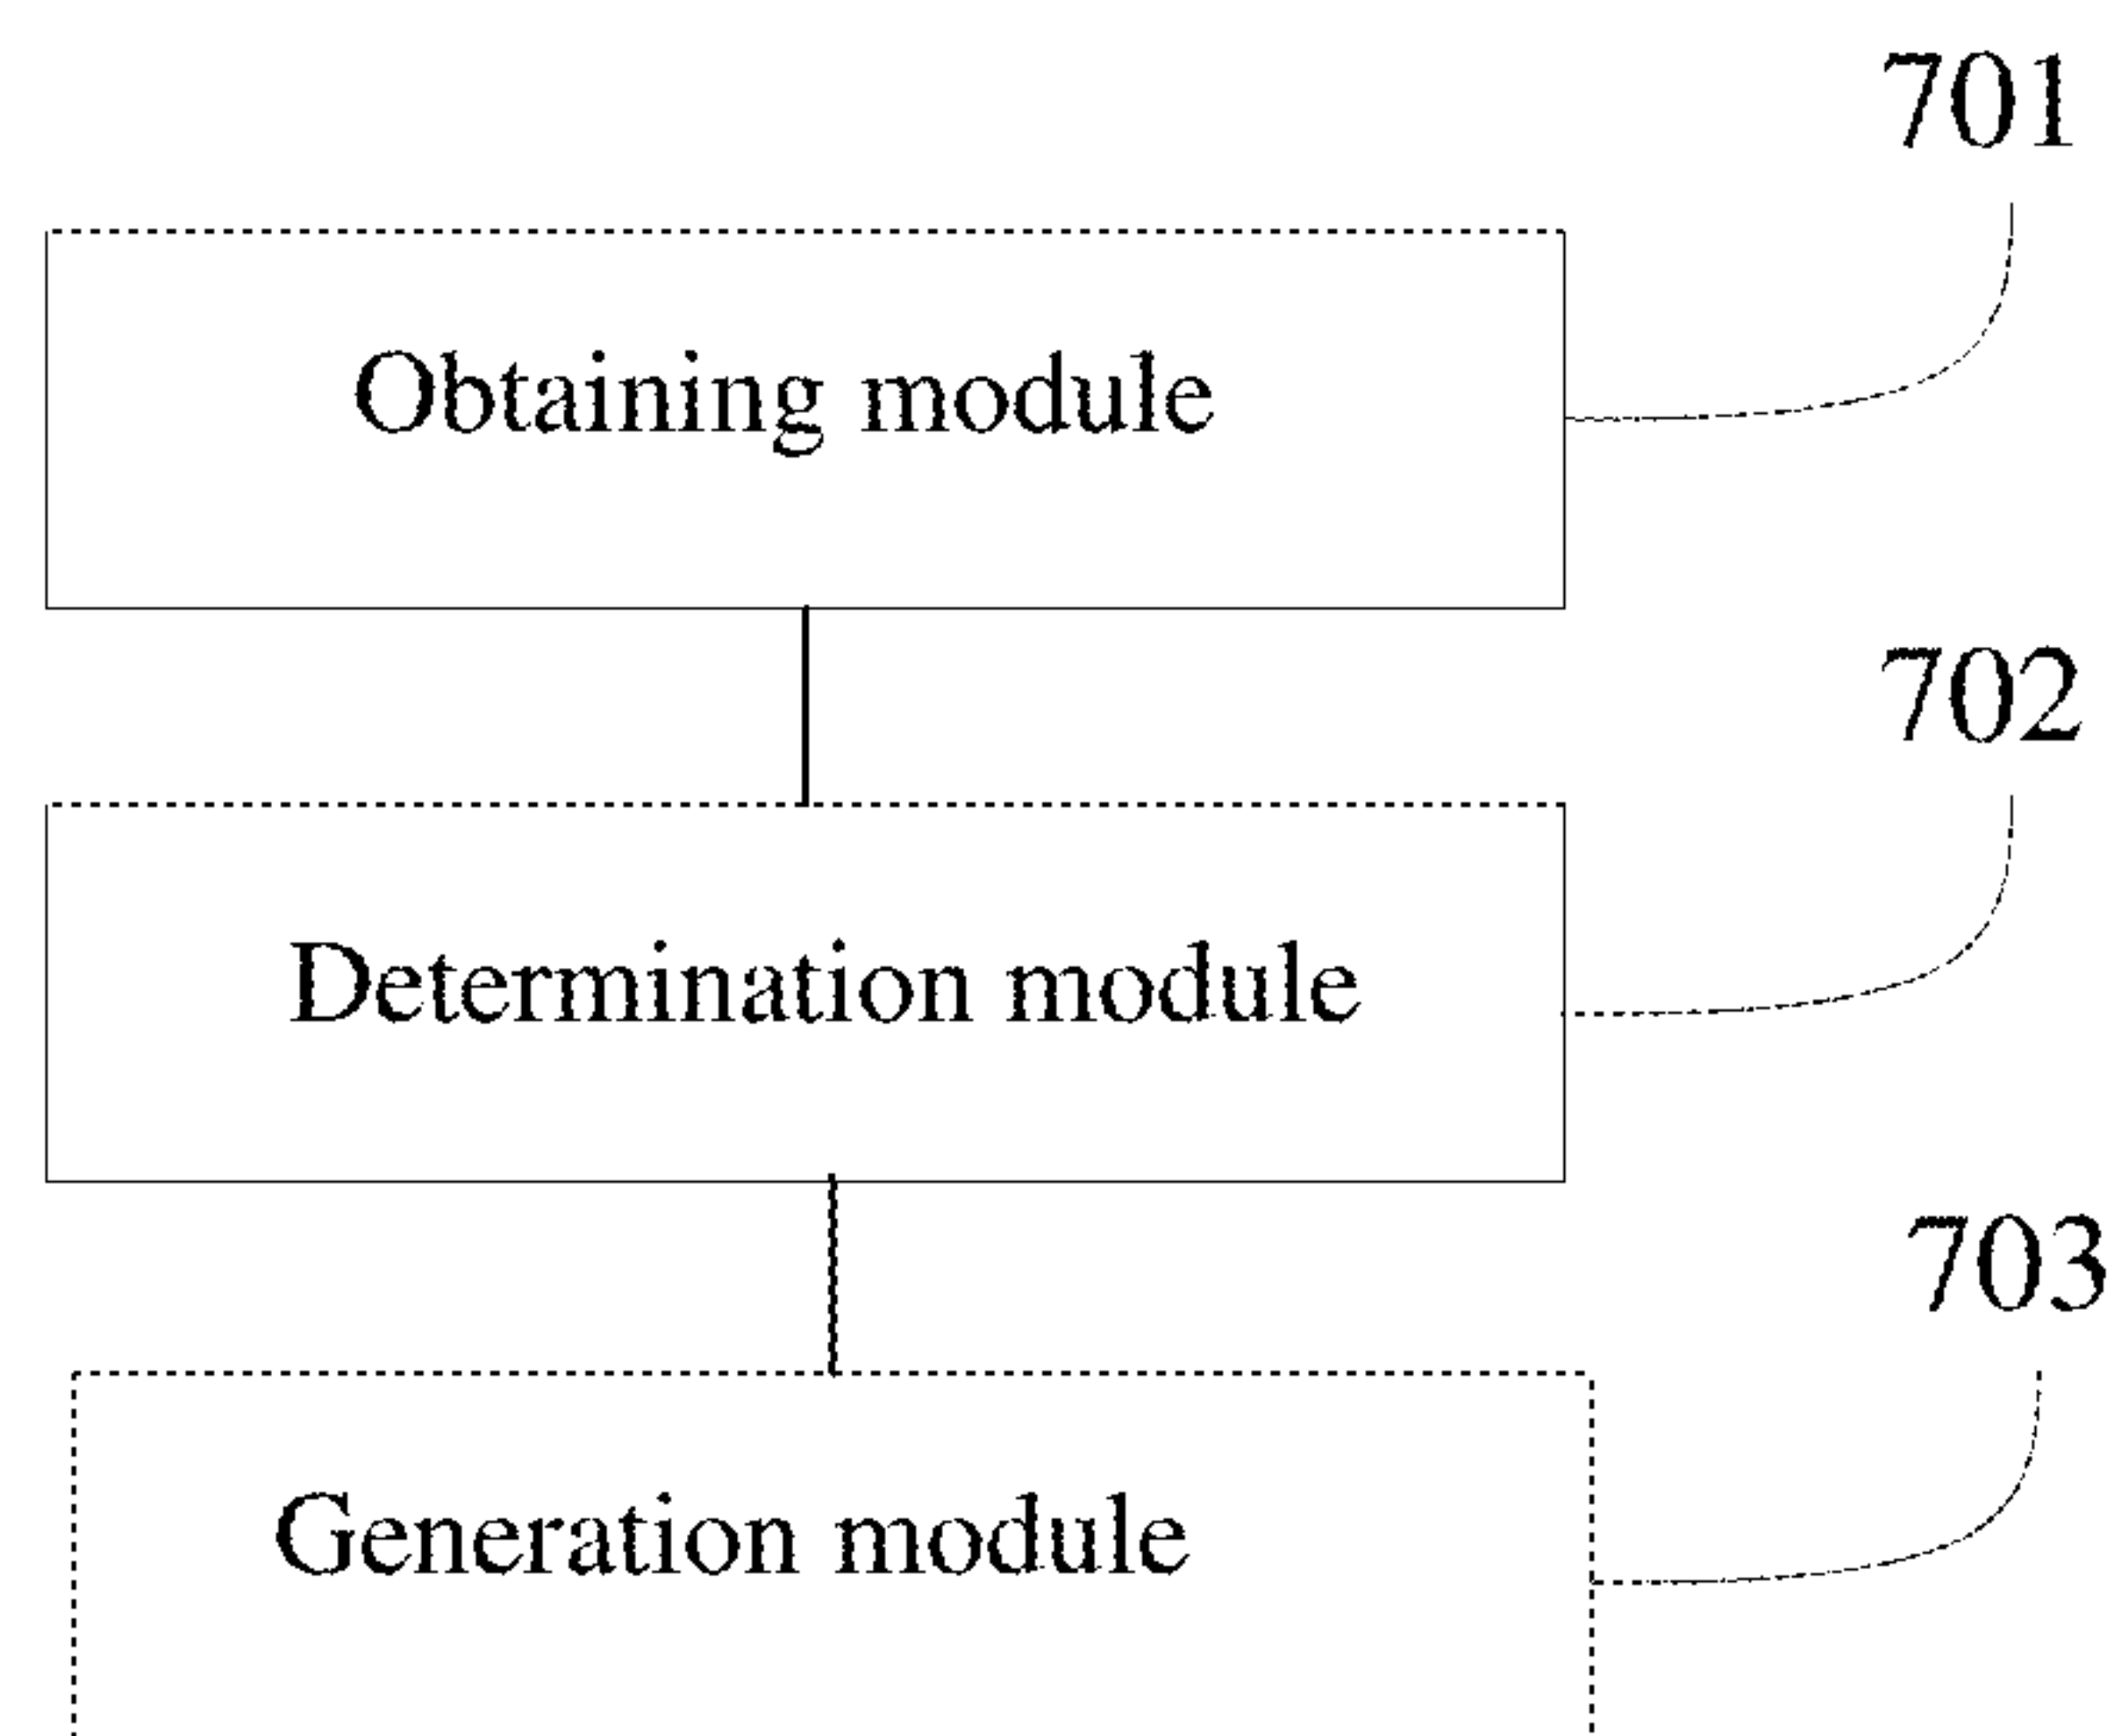 701
Obtaining module
702
Determination module
703
Generation module